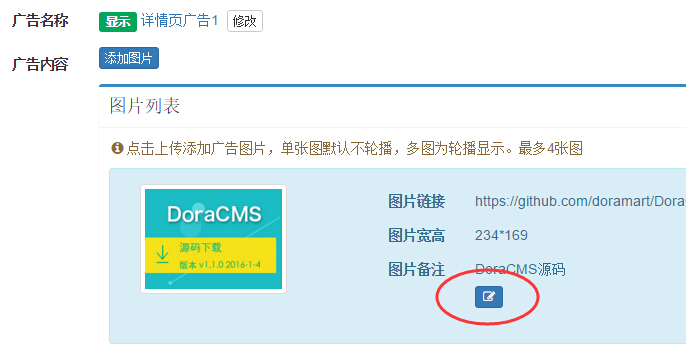 广告名称 显示 详情页广告1 修改
广告内容 添加图片
图片列表
点击上传添加广告图片，单张图默认不轮播，多图为轮播显示。最多4张图
DoraCMS
源码下载
版本 v1.1.0 2016-1-4
图片链接 https://github.com/doramart/Dora
图片宽高 234*169
图片备注 DoraCMS源码